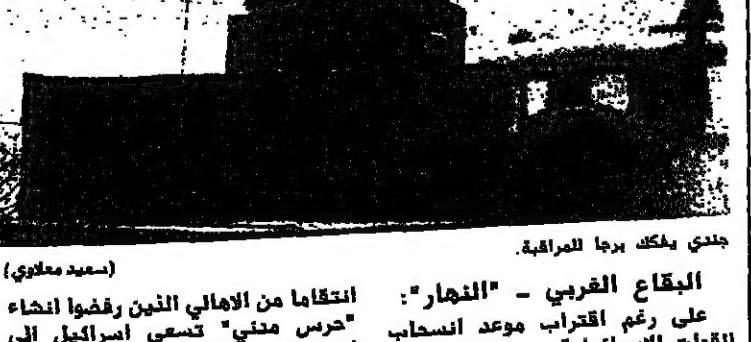 جندي يفكك برجا للمراقبة.
(سعيد معلاوي)
البقاع الغربي – "النهار":
على رغم اقتراب موعد انسحاب
انتقاما من الاهالي الذين رفضوا انشاء
"حرس مدني" تسعى اسرائيل الى